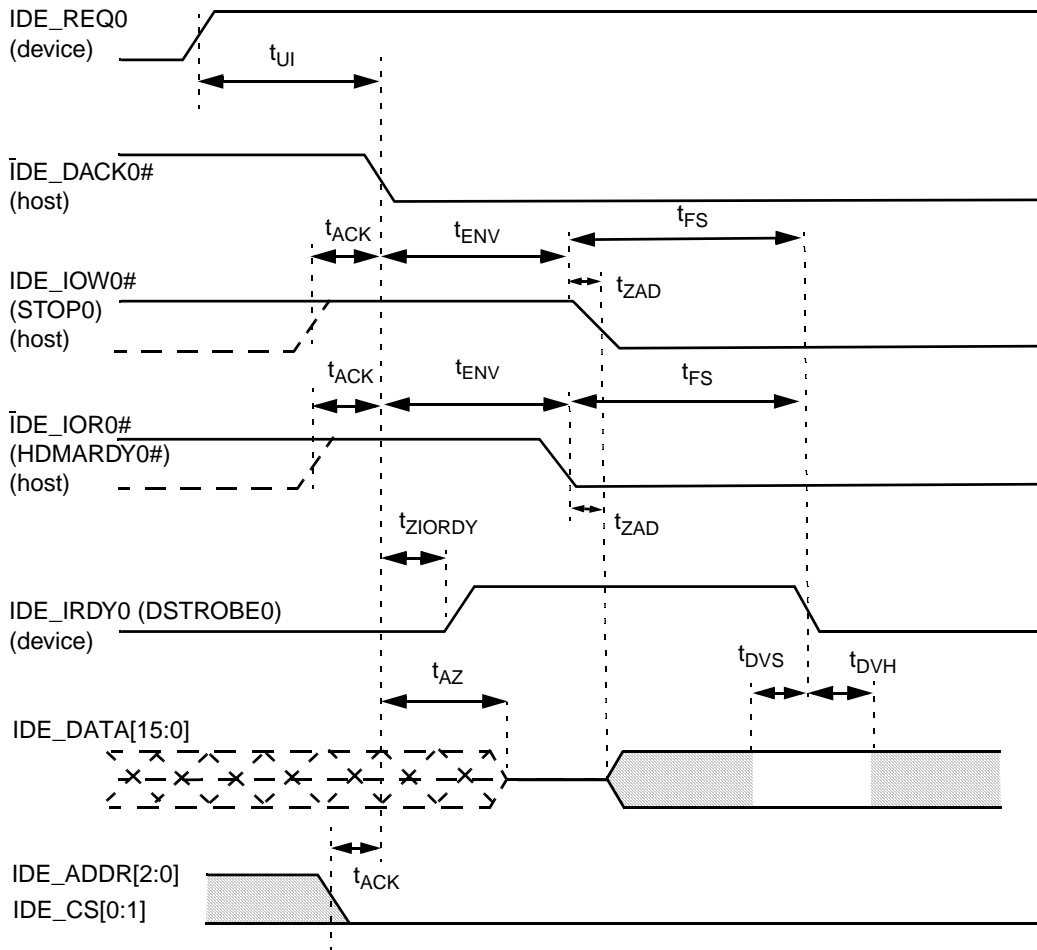 IDE_REQ0
(device)
tUI
IDE_DACK0#
(host)
tACK
tENV
tFS
IDE_IOW0#
(STOP0)
(host)
tZAD
tACK
tENV
tFS
IDE_IOR0#
(HDMARDY0#)
(host)
tZIORDY
tZAD
IDE_IRDY0 (DSTROBE0)
(device)
tDVS
tDVH
tAZ
IDE_DATA[15:0]
tACK
IDE_ADDR[2:0]
IDE_CS[0:1]